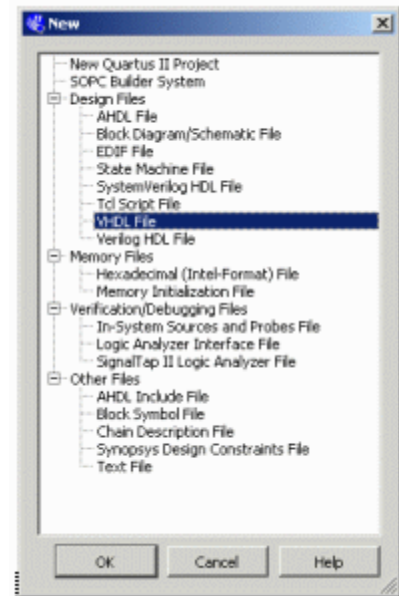 New
New Quartus II Project
SOPC Builder System
Design Files
AHDL File
Block Diagram/Schematic File
EDIF File
State Machine File
SystemVerilog HDL File
Tcl Script File
VHDL File
Verilog HDL File
Memory Files
Hexadecimal (Intel-Format) File
Memory Initialization File
Verification/Debugging Files
In-System Sources and Probes File
Logic Analyzer Interface File
SignalTap II Logic Analyzer File
Other Files
AHDL Include File
Block Symbol File
Chain Description File
Synopsys Design Constraints File
Text File
OK Cancel Help